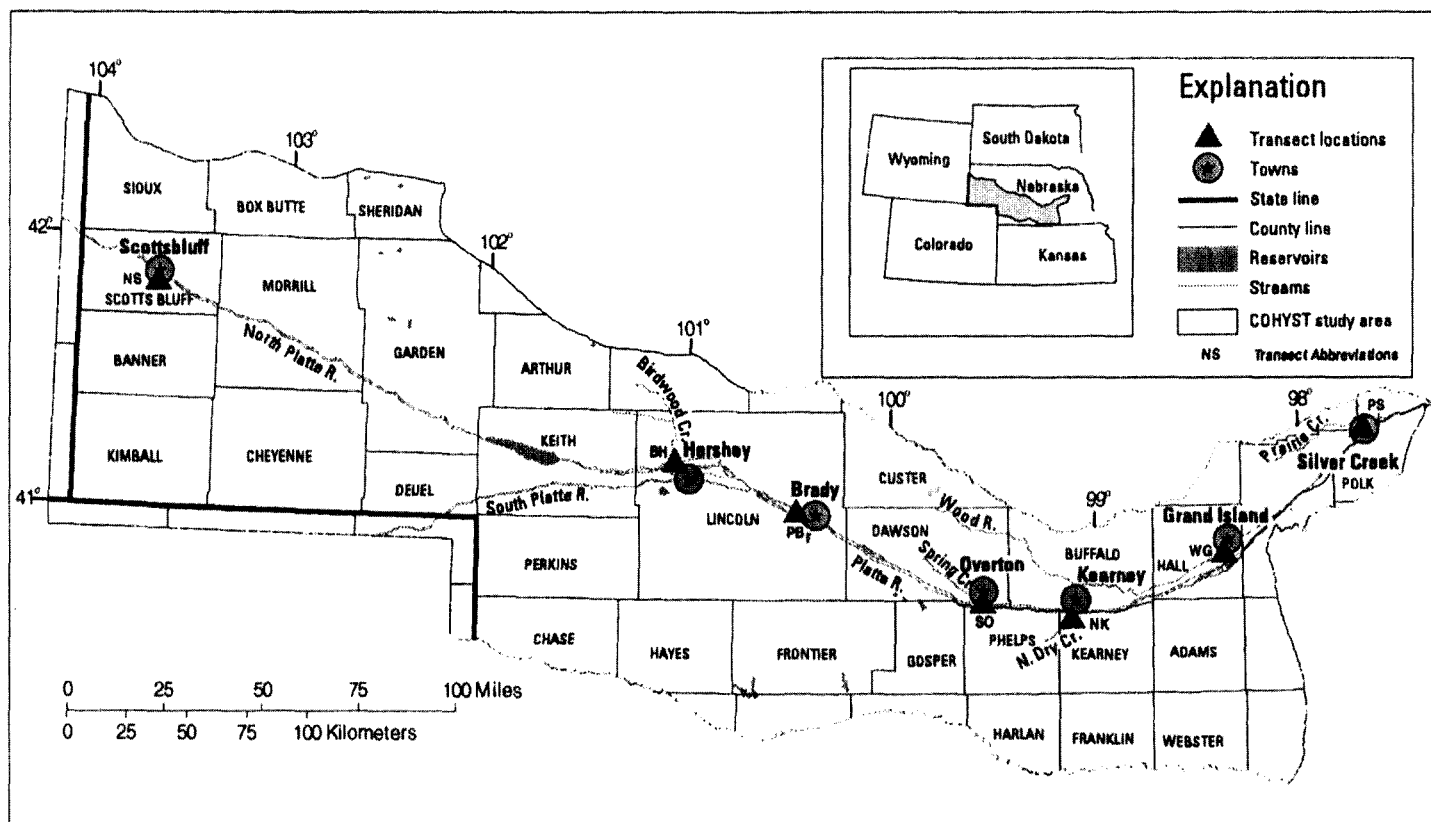 104°
103°
102°
101°
100°
99°
98°
42°
41°
SIOUX
BOX BUTTE
SHERIDAN
Scottsbluff
NS
SCOTTS BLUFF
MORRILL
BANNER
North Platte R.
GARDEN
ARTHUR
Birdwood Cr.
KIMBALL
CHEYENNE
DEUEL
KEITH
BH
Hershey
South Platte R.
LINCOLN
Brady
PB
PERKINS
CUSTER
DAWSON
Wood R.
Spring Cr.
Overton
Platte R.
SO
BUFFALO
Kearney
NK
Grand Island
HALL
WG
Prairie Cr.
PS
Silver Creek
POLK
CHASE
HAYES
FRONTIER
GOSPER
PHELPS
N. Dry Cr.
KEARNEY
ADAMS
HARLAN
FRANKLIN
WEBSTER
0 25 50 75 100 Miles
0 25 50 75 100 Kilometers
Wyoming
South Dakota
Nebraska
Colorado
Kansas
Explanation
Transect locations
Towns
State line
County line
Reservoirs
Streams
COHYST study area
NS Transect Abbreviations